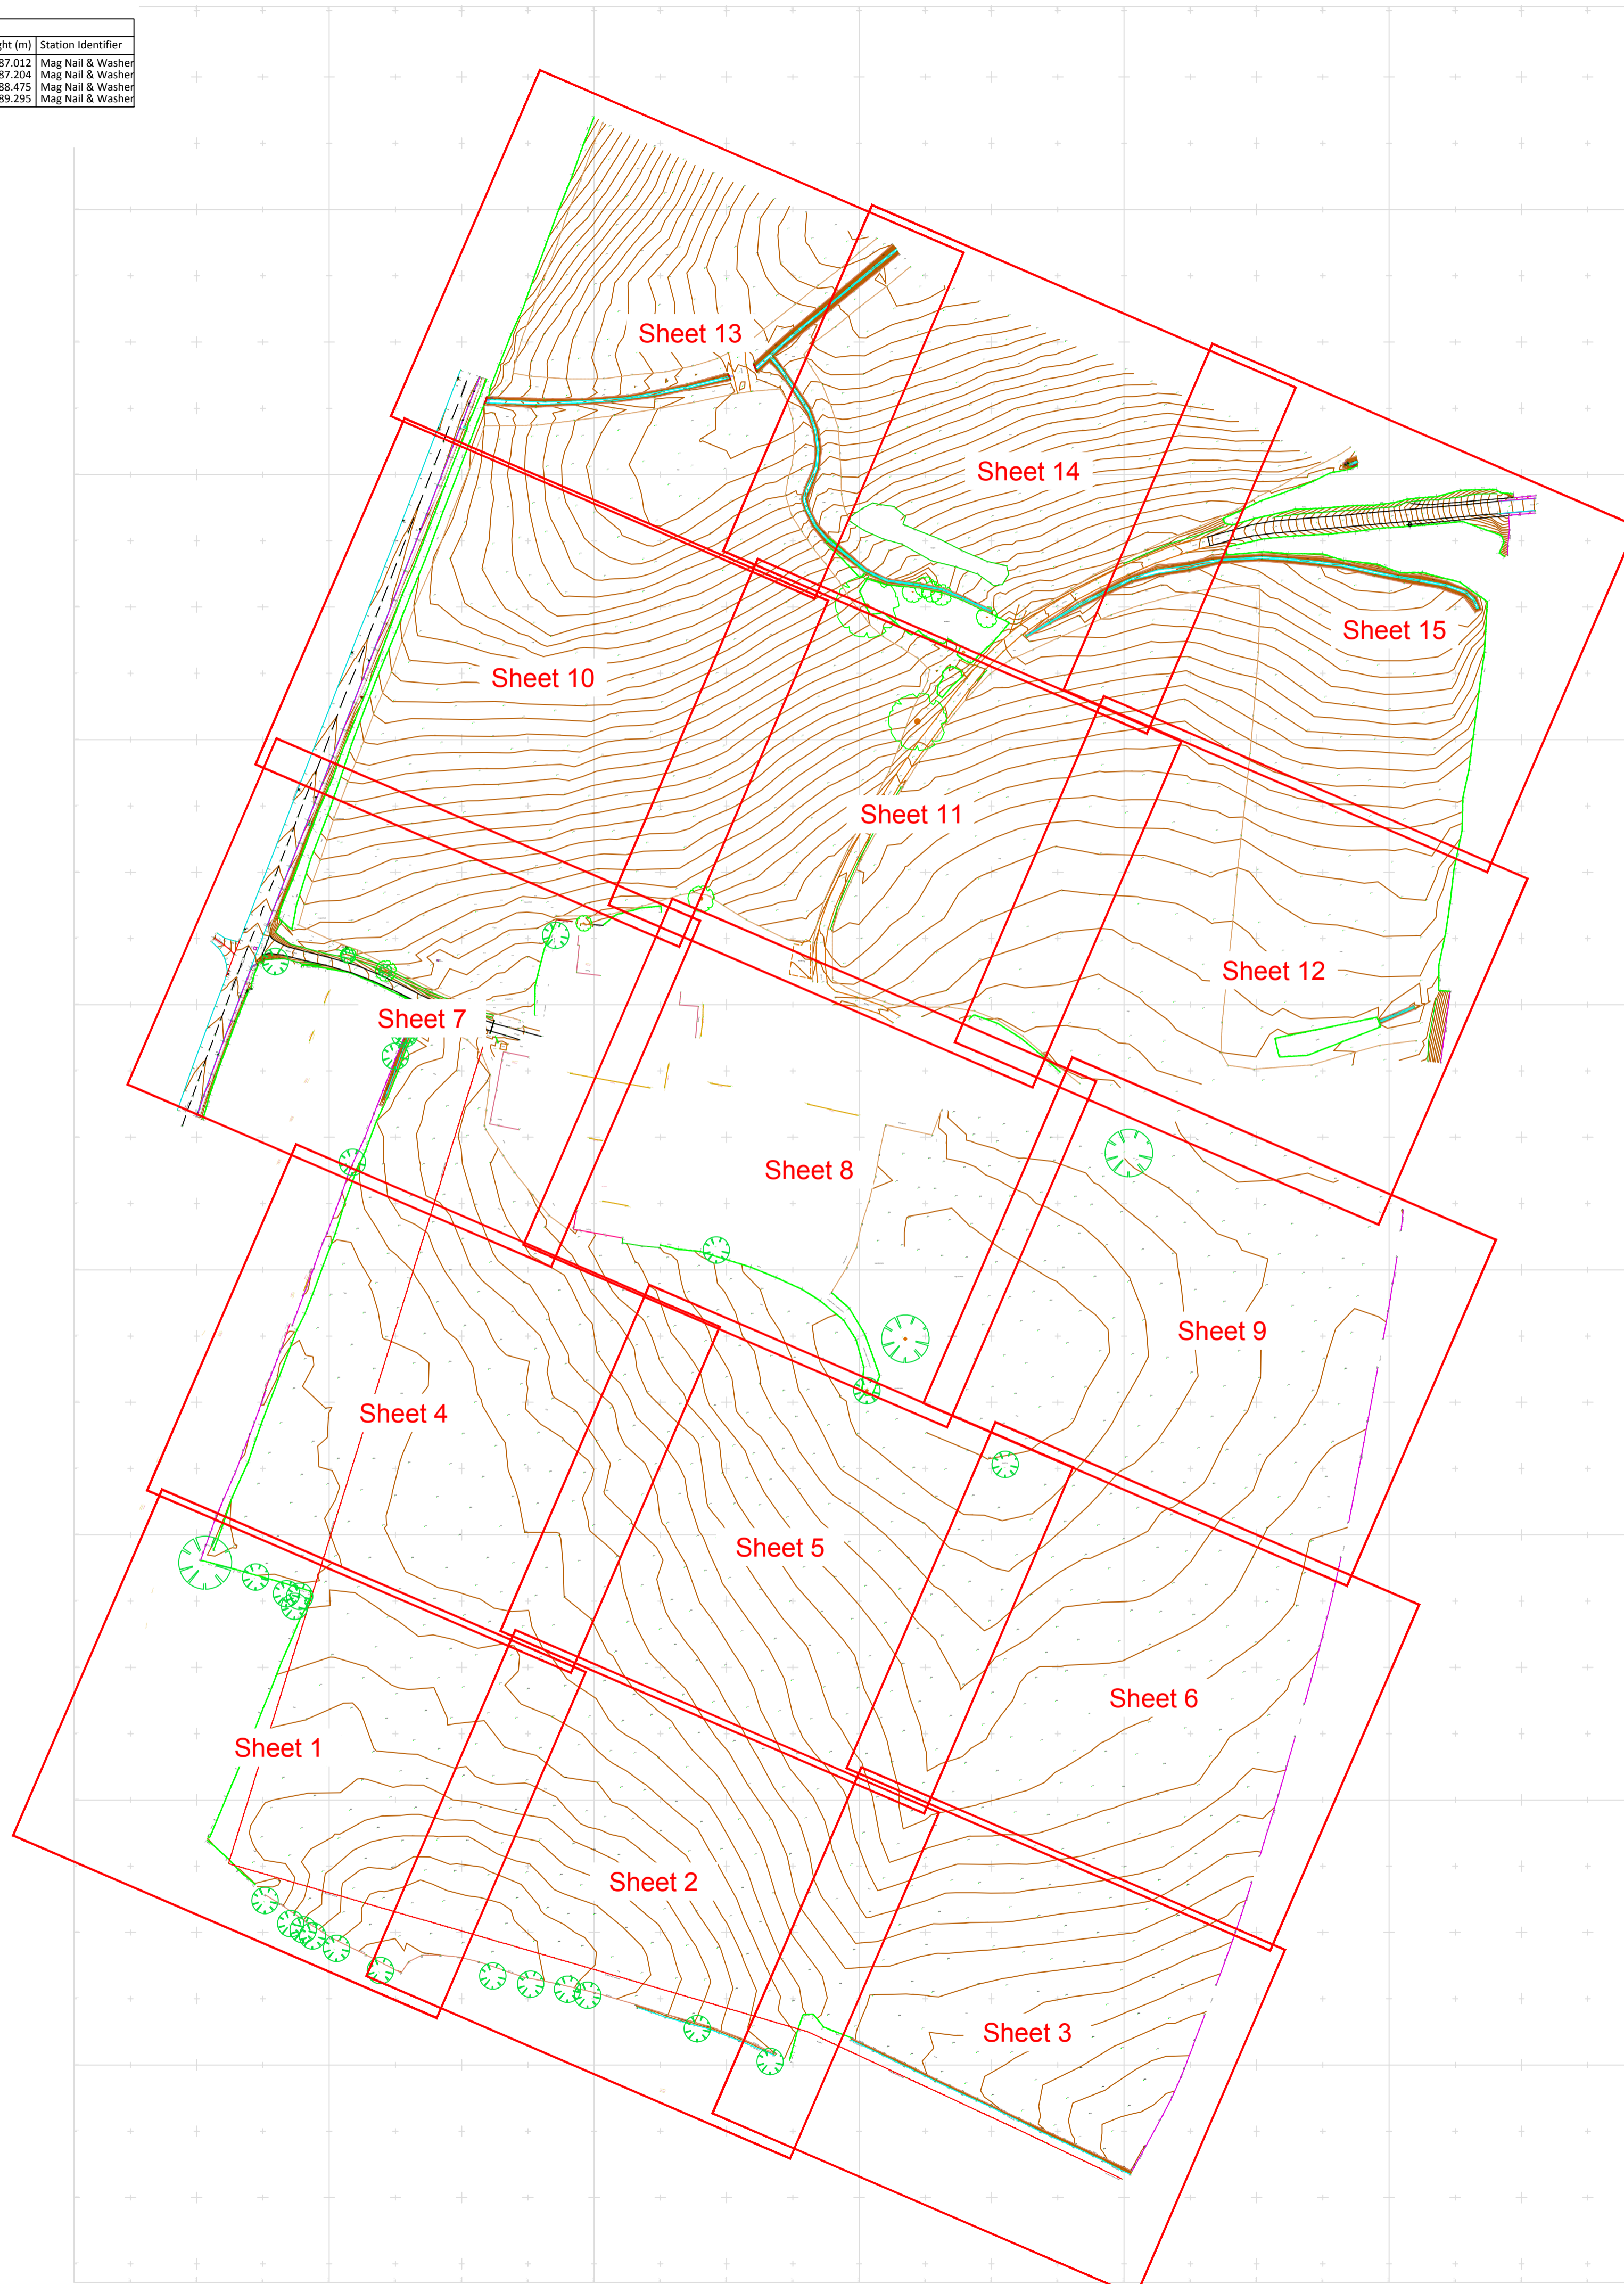 ght (m) Station Identifier
87.012 Mag Nail & Washer
87.204 Mag Nail & Washer
88.475 Mag Nail & Washer
89.295 Mag Nail & Washer
Sheet 13
Sheet 14
Sheet 15
Sheet 10
Sheet 11
Sheet 12
Sheet 7
Sheet 8
Sheet 9
Sheet 4
Sheet 5
Sheet 6
Sheet 1
Sheet 2
Sheet 3